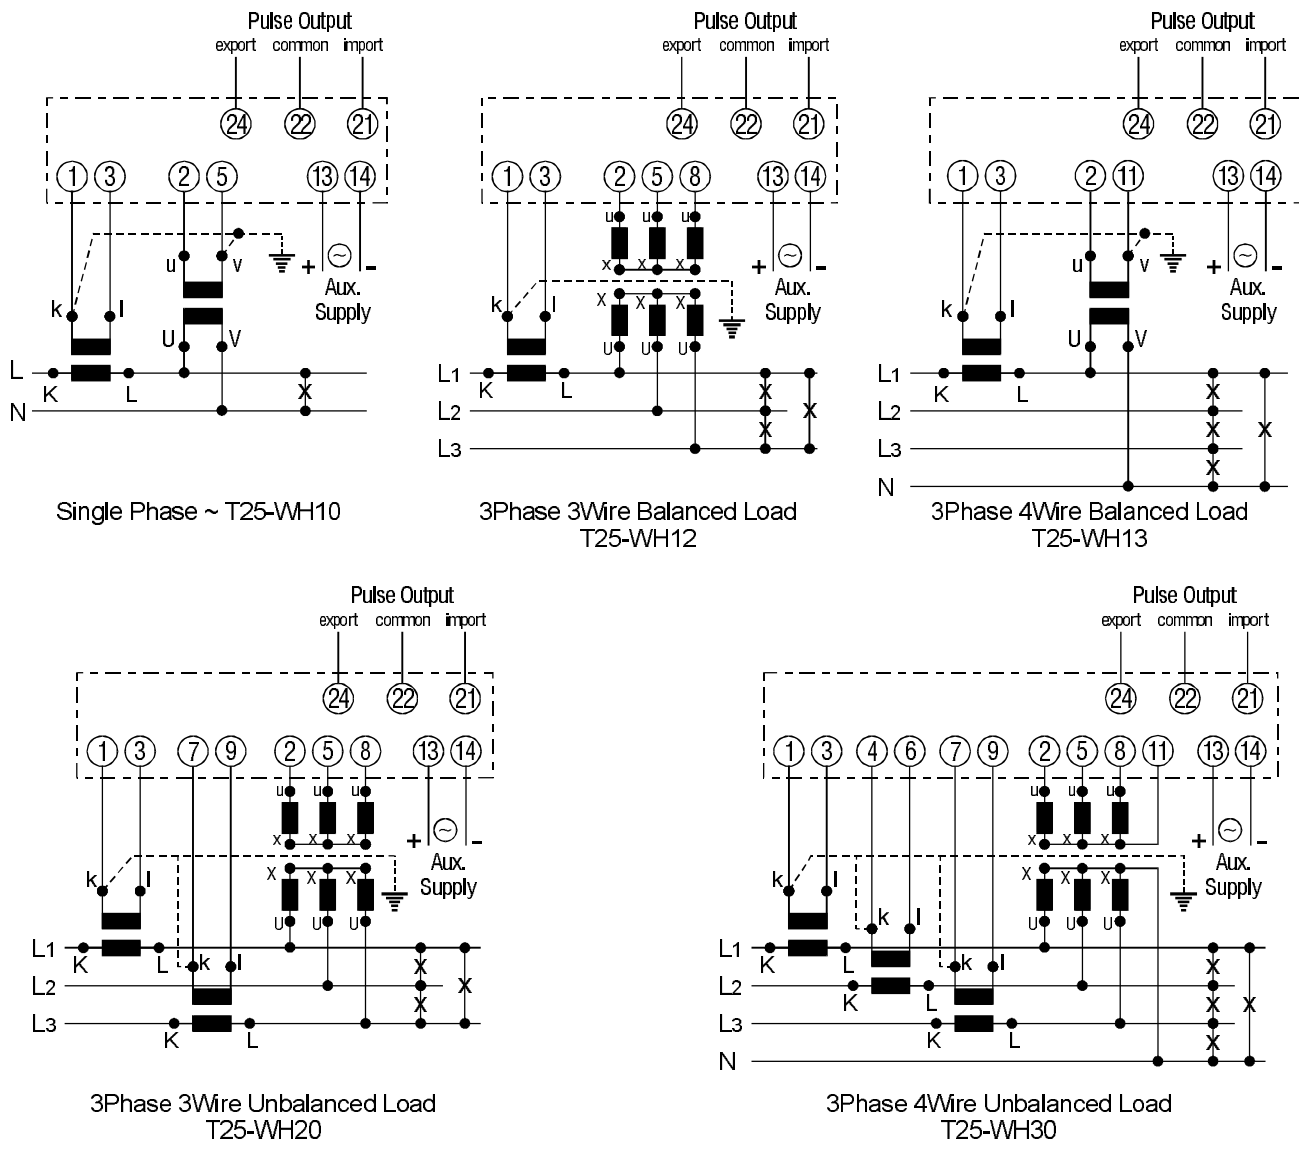 Pulse Output
export common import
24 22 21
1 3 2 5 13 14
u v + ~ -
k l Aux.
Supply
U V
L K L X
N
Single Phase ~ T25-WH10
Pulse Output
export common import
24 22 21
1 3 2 5 8 13 14
u u u
x x x + ~ -
k l x x x Aux.
Supply
U U U
L1 K L X
L2 X X
L3
3Phase 3Wire Balanced Load
T25-WH12
Pulse Output
export common import
24 22 21
1 3 2 11 13 14
u v + ~ -
k l Aux.
Supply
U V
L1 K L X
L2 X X
L3 X
N
3Phase 4Wire Balanced Load
T25-WH13
Pulse Output
export common import
24 22 21
1 3 7 9 2 5 8 13 14
u u u
x x x + ~ -
k l x x x Aux.
Supply
U U U
L1 K L k l X
L2 X X
L3 K L
3Phase 3Wire Unbalanced Load
T25-WH20
Pulse Output
export common import
24 22 21
1 3 4 6 7 9 2 5 8 11 13 14
u u u
x x x + ~ -
k l x x x Aux.
Supply
k l U U U
L1 K L k l X
L2 K L X X
L3 K L X
N
3Phase 4Wire Unbalanced Load
T25-WH30